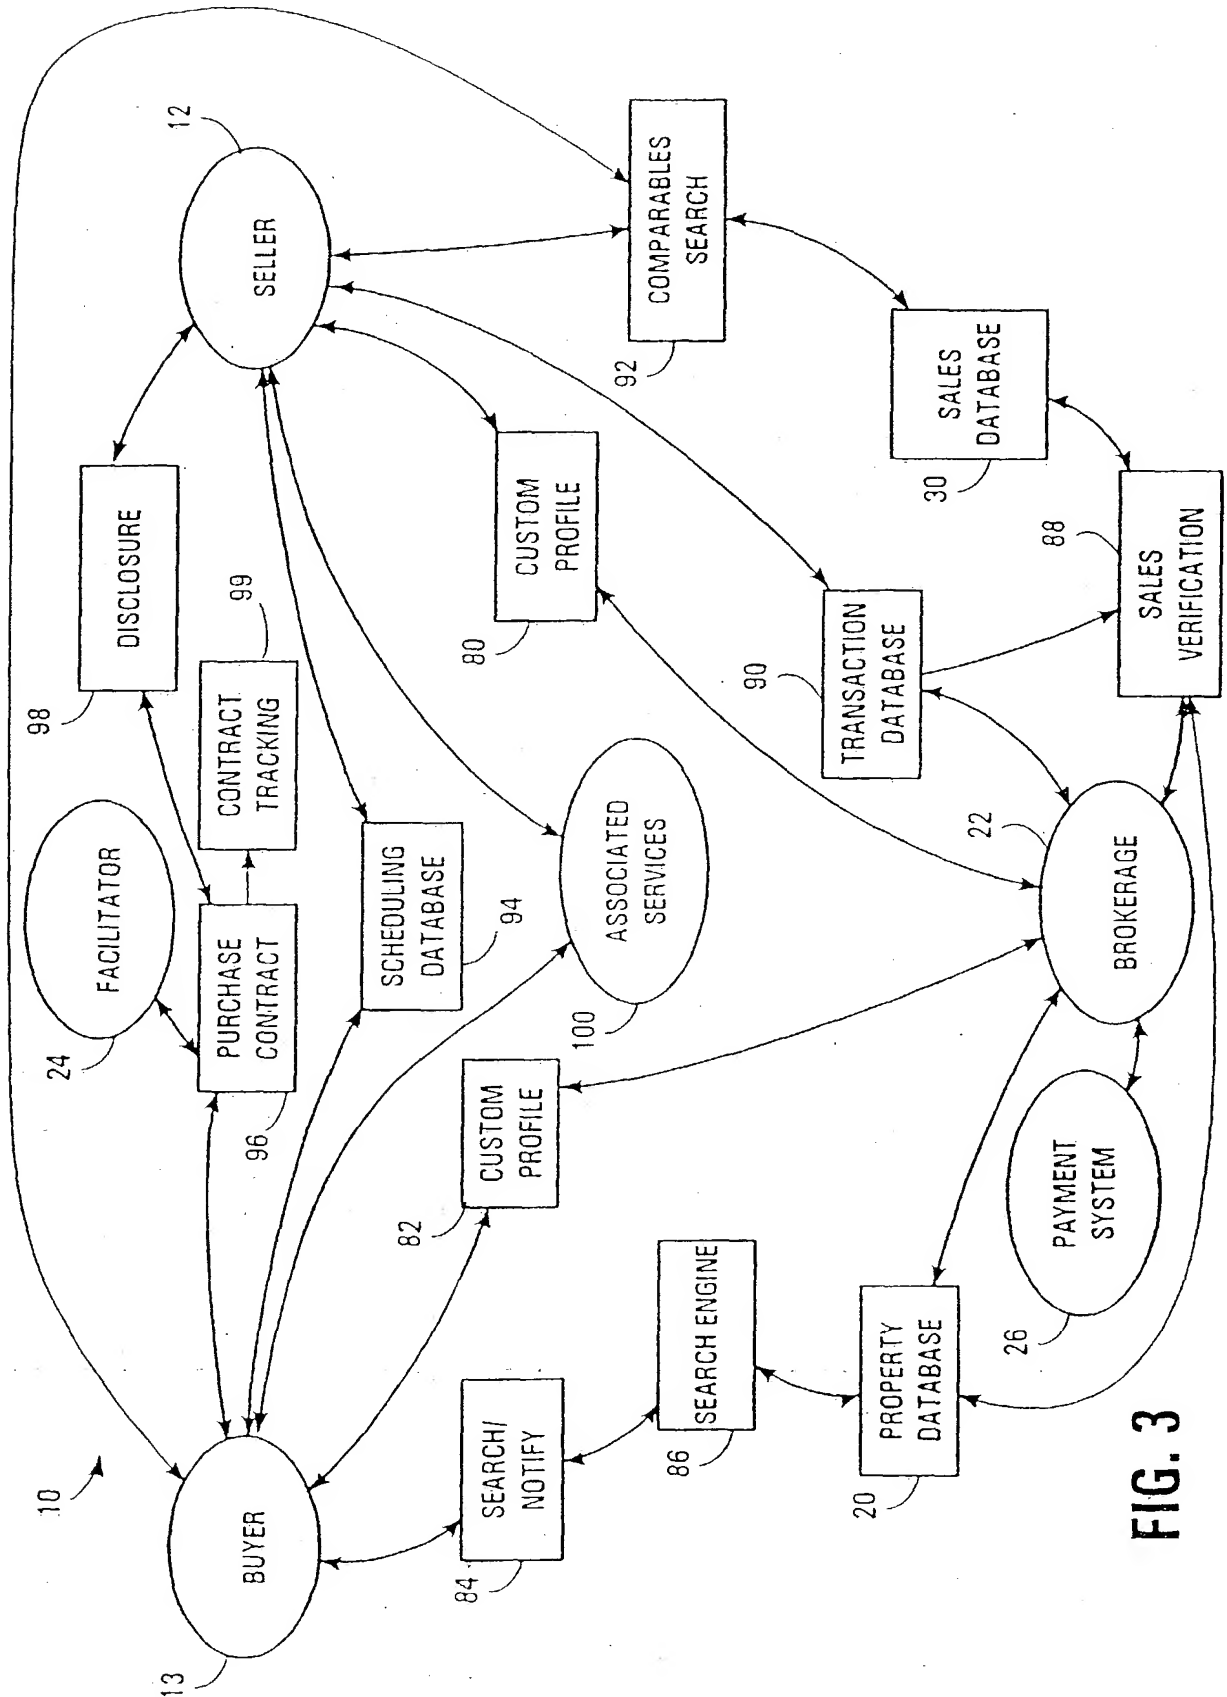 10
13
BUYER
84
SEARCH/
NOTIFY
86
SEARCH ENGINE
20
PROPERTY
DATABASE
26
PAYMENT
SYSTEM
82
CUSTOM
PROFILE
24
FACILITATOR
96
PURCHASE
CONTRACT
99
CONTRACT
TRACKING
98
DISCLOSURE
SCHEDULING
DATABASE
94
100
ASSOCIATED
SERVICES
22
BROKERAGE
80
CUSTOM
PROFILE
90
TRANSACTION
DATABASE
88
SALES
VERIFICATION
12
SELLER
92
COMPARABLES
SEARCH
30
SALES
DATABASE
FIG. 3